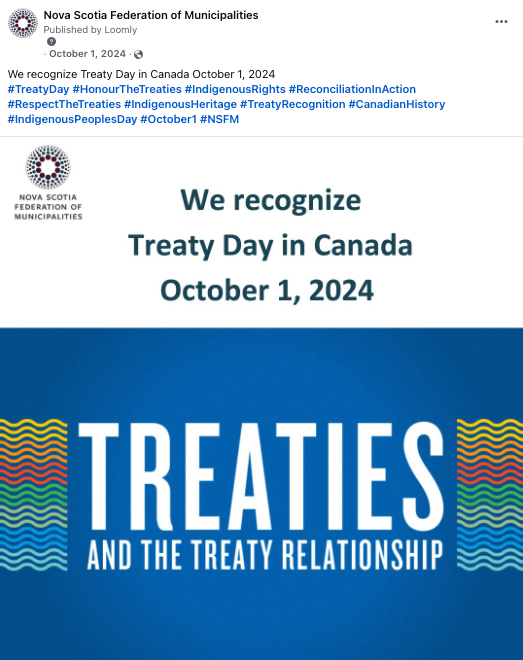 Nova Scotia Federation of Municipalities
Published by Loomly
· October 1, 2024 ·
We recognize Treaty Day in Canada October 1, 2024
#TreatyDay #HonourTheTreaties #IndigenousRights #ReconciliationInAction
#RespectTheTreaties #IndigenousHeritage #TreatyRecognition #CanadianHistory
#IndigenousPeoplesDay #October1 #NSFM
NOVA SCOTIA
FEDERATION OF
MUNICIPALITIES
We recognize
Treaty Day in Canada
October 1, 2024
TREATIES
AND THE TREATY RELATIONSHIP